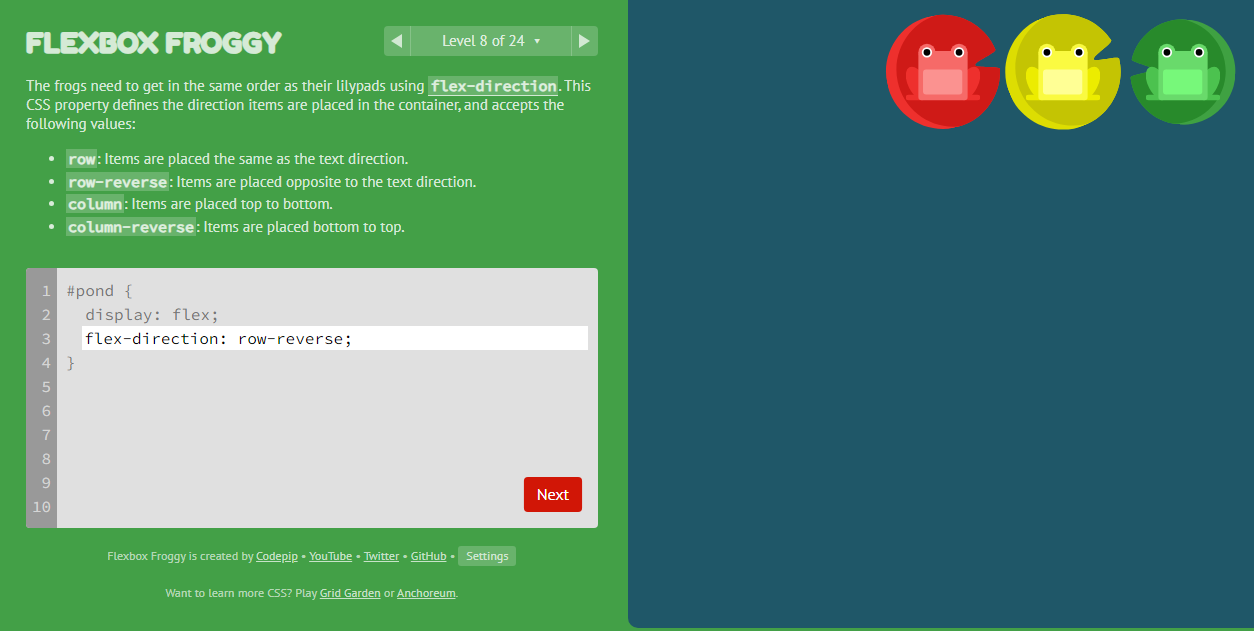 FLEXBOX FROGGY
Level 8 of 24
The frogs need to get in the same order as their lilypads using flex-direction. This
CSS property defines the direction items are placed in the container, and accepts the
following values:
• row: Items are placed the same as the text direction.
• row-reverse: Items are placed opposite to the text direction.
• column: Items are placed top to bottom.
• column-reverse: Items are placed bottom to top.
1 #pond {
2 display: flex;
3 flex-direction: row-reverse;
4 }
5
6
7
8
9
10
Next
Flexbox Froggy is created by Codepip • YouTube • Twitter • GitHub • Settings
Want to learn more CSS? Play Grid Garden or Anchoreum.